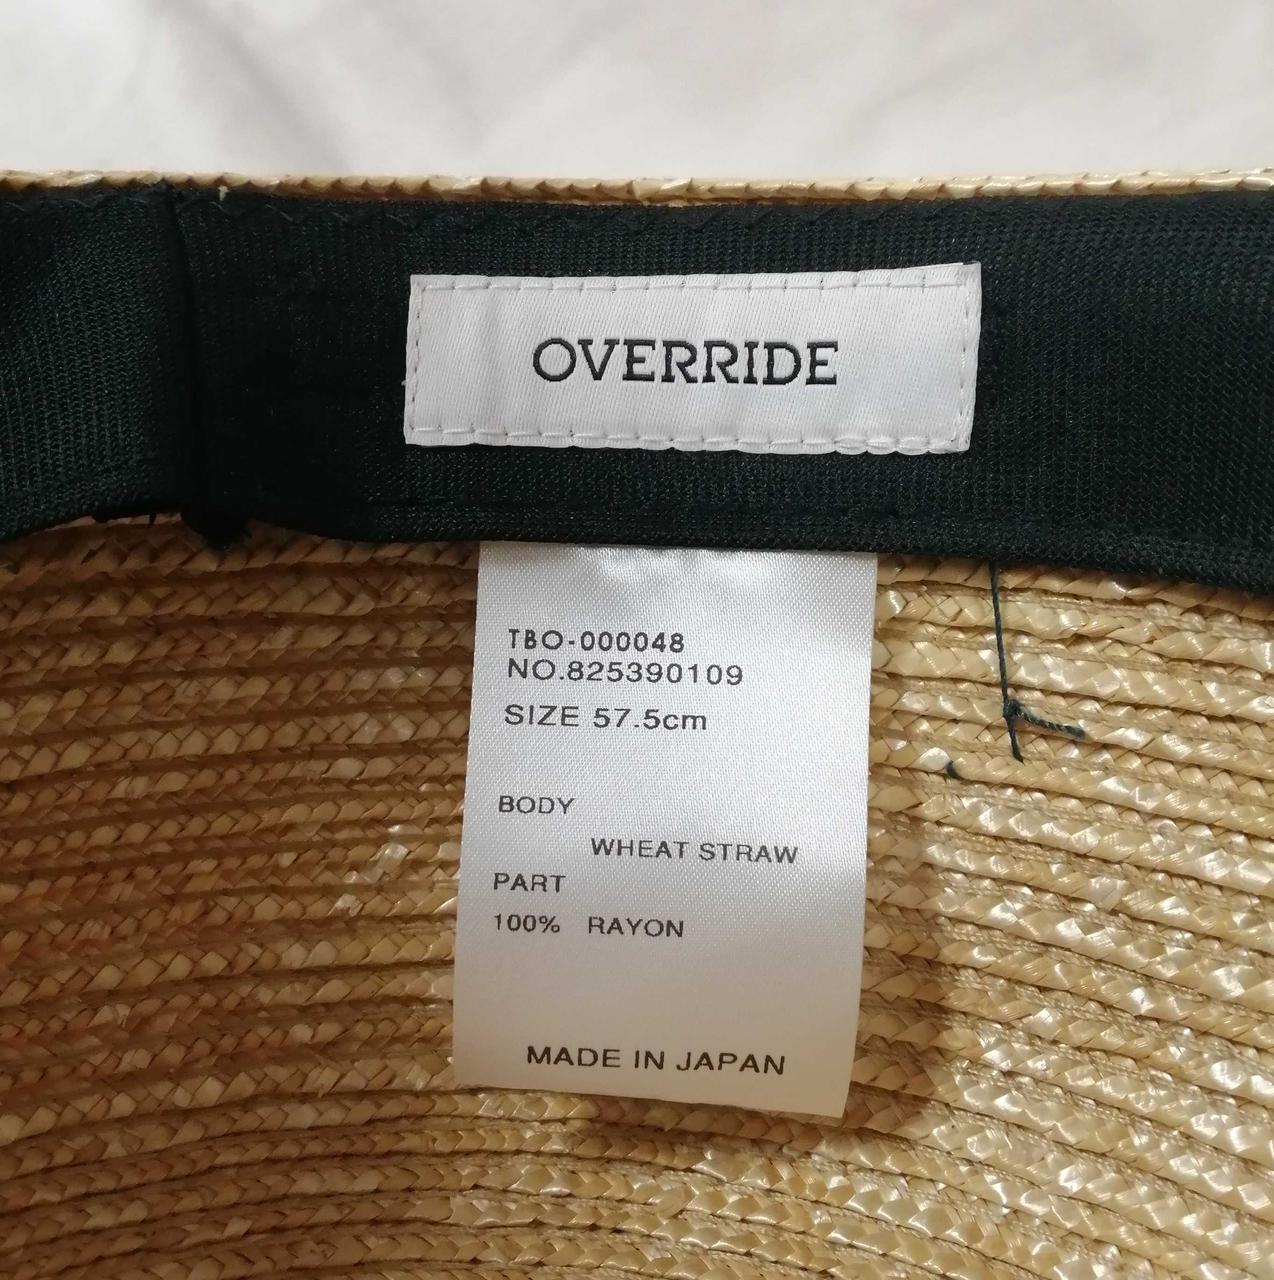 OVERRIDE
TBO-000048
NO.825390109
SIZE 57.5cm
BODY
WHEAT STRAW
PART
100% RAYON
MADE IN JAPAN